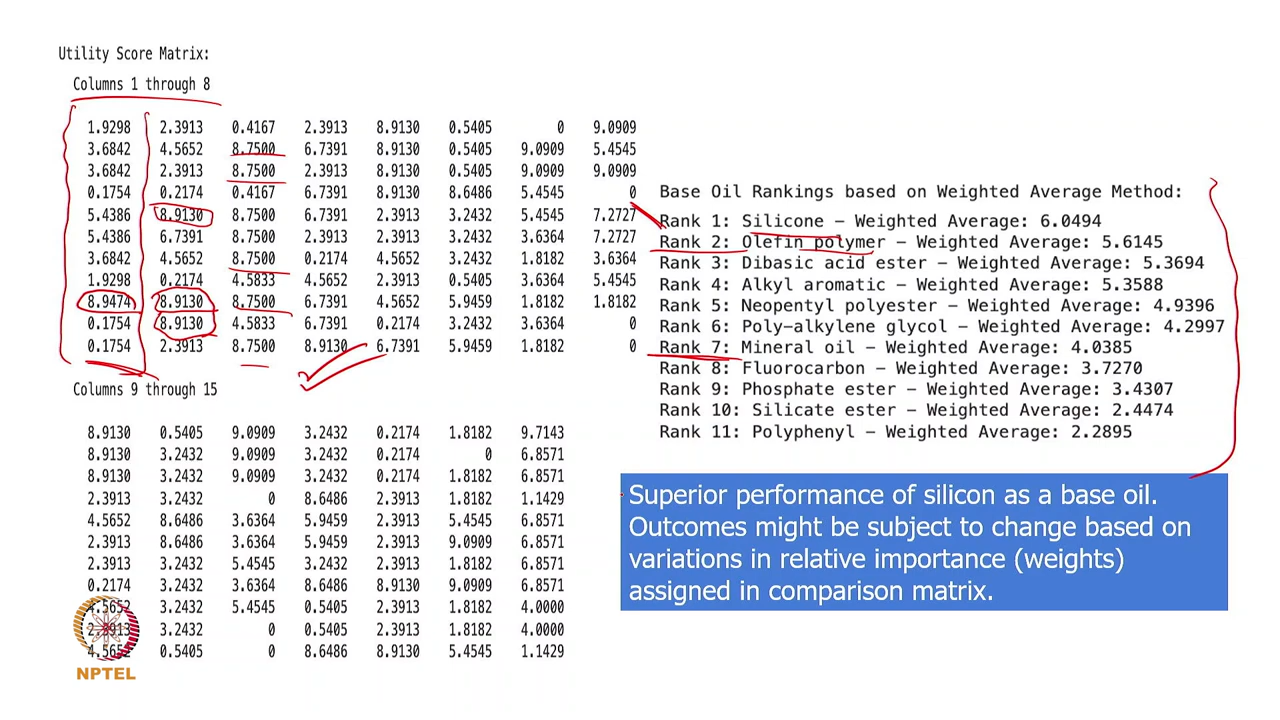 Utility Score Matrix:
Columns 1 through 8
1.9298 2.3913 0.4167 2.3913 8.9130 0.5405 0 9.0909
3.6842 4.5652 8.7500 6.7391 8.9130 0.5405 9.0909 5.4545
3.6842 2.3913 8.7500 2.3913 8.9130 0.5405 9.0909 9.0909
0.1754 0.2174 0.4167 6.7391 8.9130 8.6486 5.4545 0
5.4386 8.9130 8.7500 6.7391 2.3913 3.2432 5.4545 7.2727
5.4386 6.7391 8.7500 2.3913 2.3913 3.2432 3.6364 7.2727
3.6842 4.5652 8.7500 0.2174 4.5652 3.2432 1.8182 3.6364
1.9298 0.2174 4.5833 4.5652 2.3913 0.5405 3.6364 5.4545
8.9474 8.9130 8.7500 6.7391 4.5652 5.9459 1.8182 1.8182
0.1754 8.9130 4.5833 6.7391 0.2174 3.2432 3.6364 0
0.1754 2.3913 8.7500 8.9130 6.7391 5.9459 1.8182 0
Columns 9 through 15
8.9130 0.5405 9.0909 3.2432 0.2174 1.8182 9.7143
8.9130 3.2432 9.0909 3.2432 0.2174 0 6.8571
8.9130 3.2432 9.0909 3.2432 0.2174 1.8182 6.8571
2.3913 3.2432 0 8.6486 2.3913 1.8182 1.1429
4.5652 8.6486 3.6364 5.9459 2.3913 5.4545 6.8571
2.3913 8.6486 3.6364 5.9459 2.3913 9.0909 6.8571
2.3913 3.2432 5.4545 3.2432 2.3913 1.8182 6.8571
0.2174 3.2432 3.6364 8.6486 8.9130 9.0909 6.8571
4.5652 3.2432 5.4545 0.5405 2.3913 1.8182 4.0000
2.3913 3.2432 0 0.5405 2.3913 1.8182 4.0000
4.5652 0.5405 0 8.6486 8.9130 5.4545 1.1429
NPTEL
Base Oil Rankings based on Weighted Average Method:
Rank 1: Silicone – Weighted Average: 6.0494
Rank 2: Olefin polymer – Weighted Average: 5.6145
Rank 3: Dibasic acid ester – Weighted Average: 5.3694
Rank 4: Alkyl aromatic – Weighted Average: 5.3588
Rank 5: Neopentyl polyester – Weighted Average: 4.9396
Rank 6: Poly-alkylene glycol – Weighted Average: 4.2997
Rank 7: Mineral oil – Weighted Average: 4.0385
Rank 8: Fluorocarbon – Weighted Average: 3.7270
Rank 9: Phosphate ester – Weighted Average: 3.4307
Rank 10: Silicate ester – Weighted Average: 2.4474
Rank 11: Polyphenyl – Weighted Average: 2.2895
Superior performance of silicon as a base oil.
Outcomes might be subject to change based on
variations in relative importance (weights)
assigned in comparison matrix.